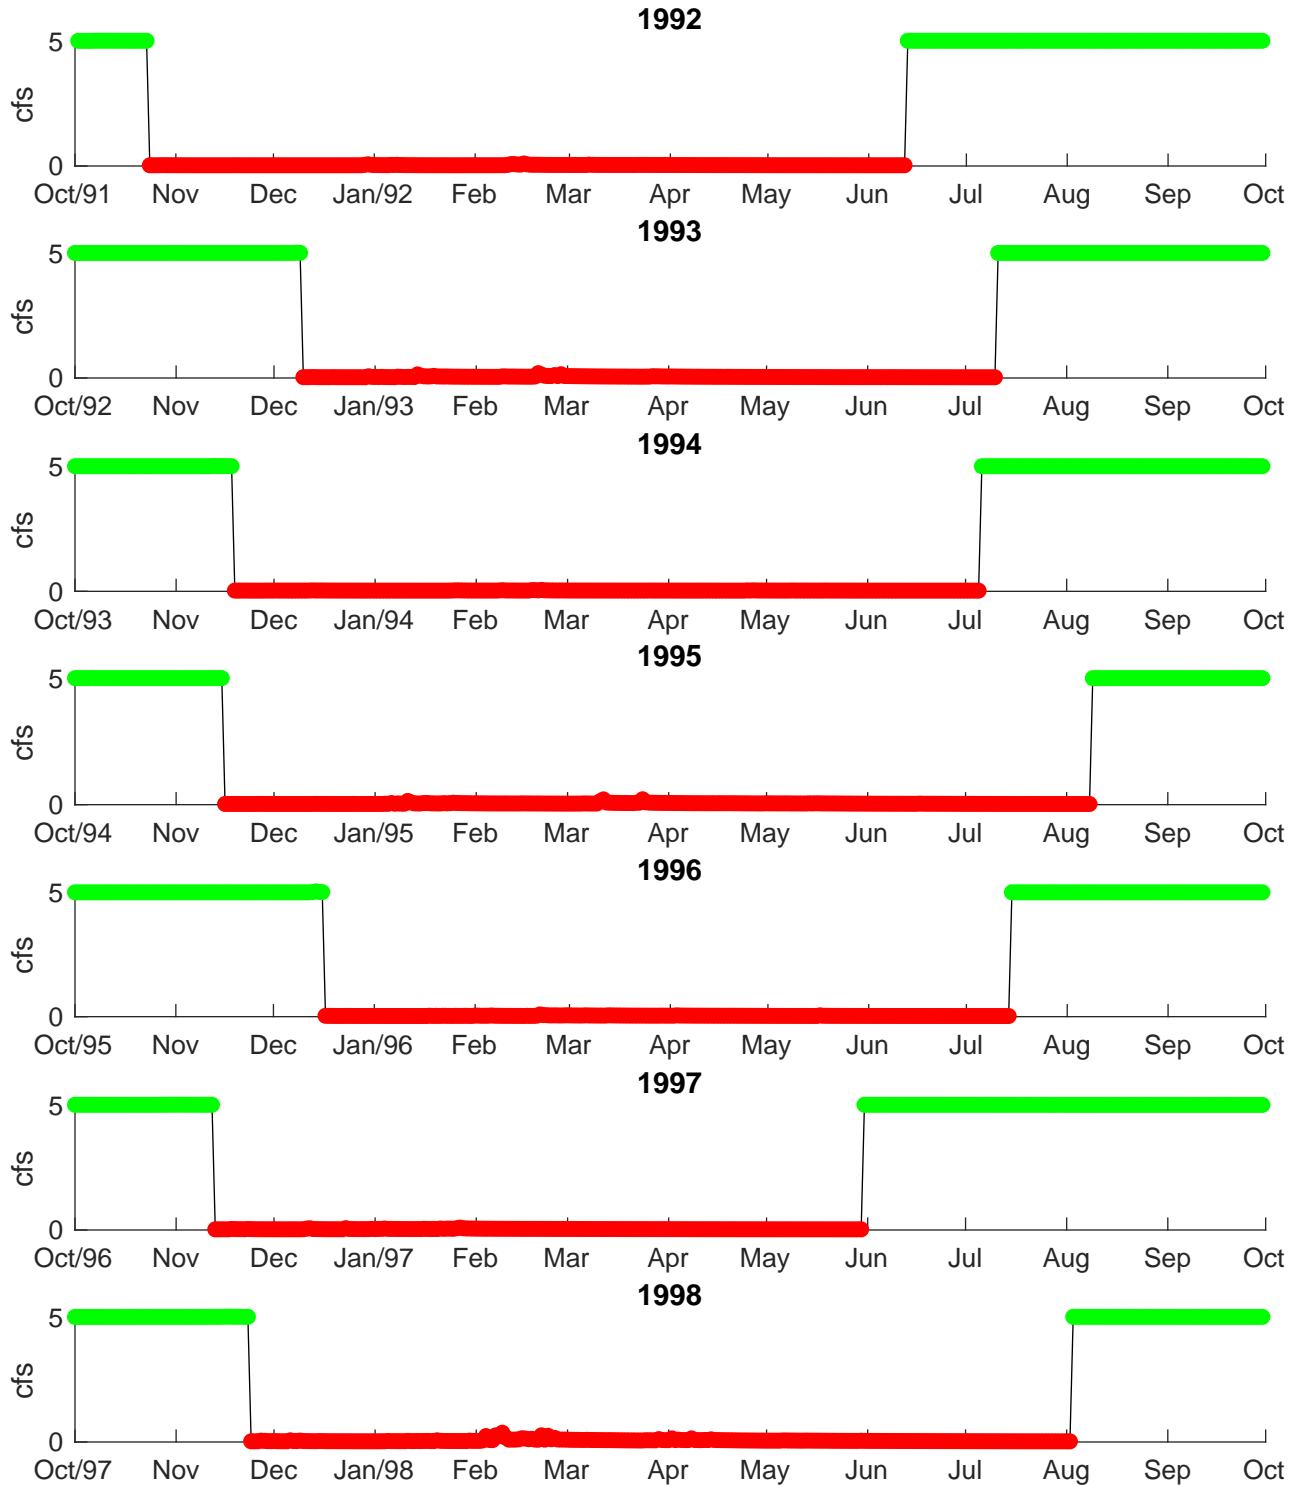 1992
5
cfs
0
Oct/91 Nov Dec Jan/92 Feb Mar Apr May Jun Jul Aug Sep Oct
1993
5
cfs
0
Oct/92 Nov Dec Jan/93 Feb Mar Apr May Jun Jul Aug Sep Oct
1994
5
cfs
0
Oct/93 Nov Dec Jan/94 Feb Mar Apr May Jun Jul Aug Sep Oct
1995
5
cfs
0
Oct/94 Nov Dec Jan/95 Feb Mar Apr May Jun Jul Aug Sep Oct
1996
5
cfs
0
Oct/95 Nov Dec Jan/96 Feb Mar Apr May Jun Jul Aug Sep Oct
1997
5
cfs
0
Oct/96 Nov Dec Jan/97 Feb Mar Apr May Jun Jul Aug Sep Oct
1998
5
cfs
0
Oct/97 Nov Dec Jan/98 Feb Mar Apr May Jun Jul Aug Sep Oct